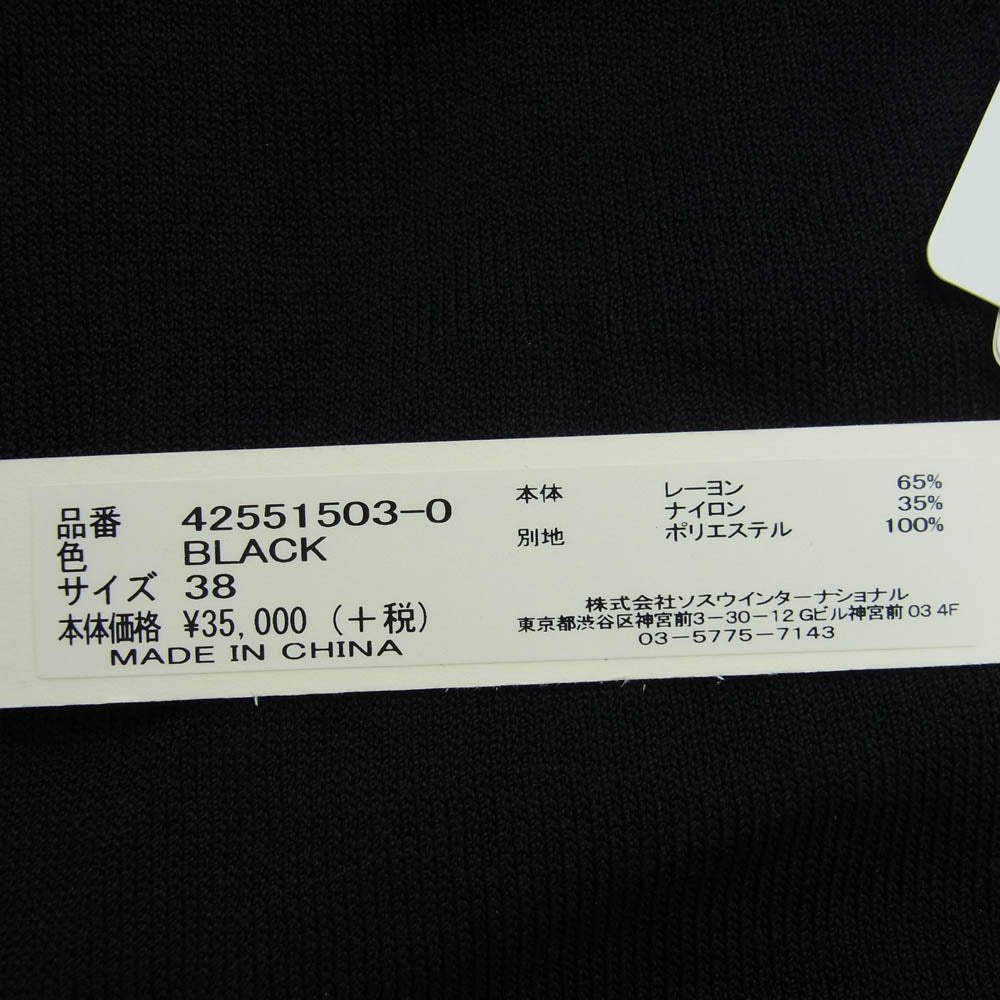 品番 42551503-0
色 BLACK
サイズ 38
本体価格 ¥35,000 (+税)
MADE IN CHINA
本体 レーヨン 65%
ナイロン 35%
別地 ポリエステル 100%
株式会社ソスウインターナショナル
東京都渋谷区神宮前3-30-12 Gビル神宮前 03 4F
03-5775-7143